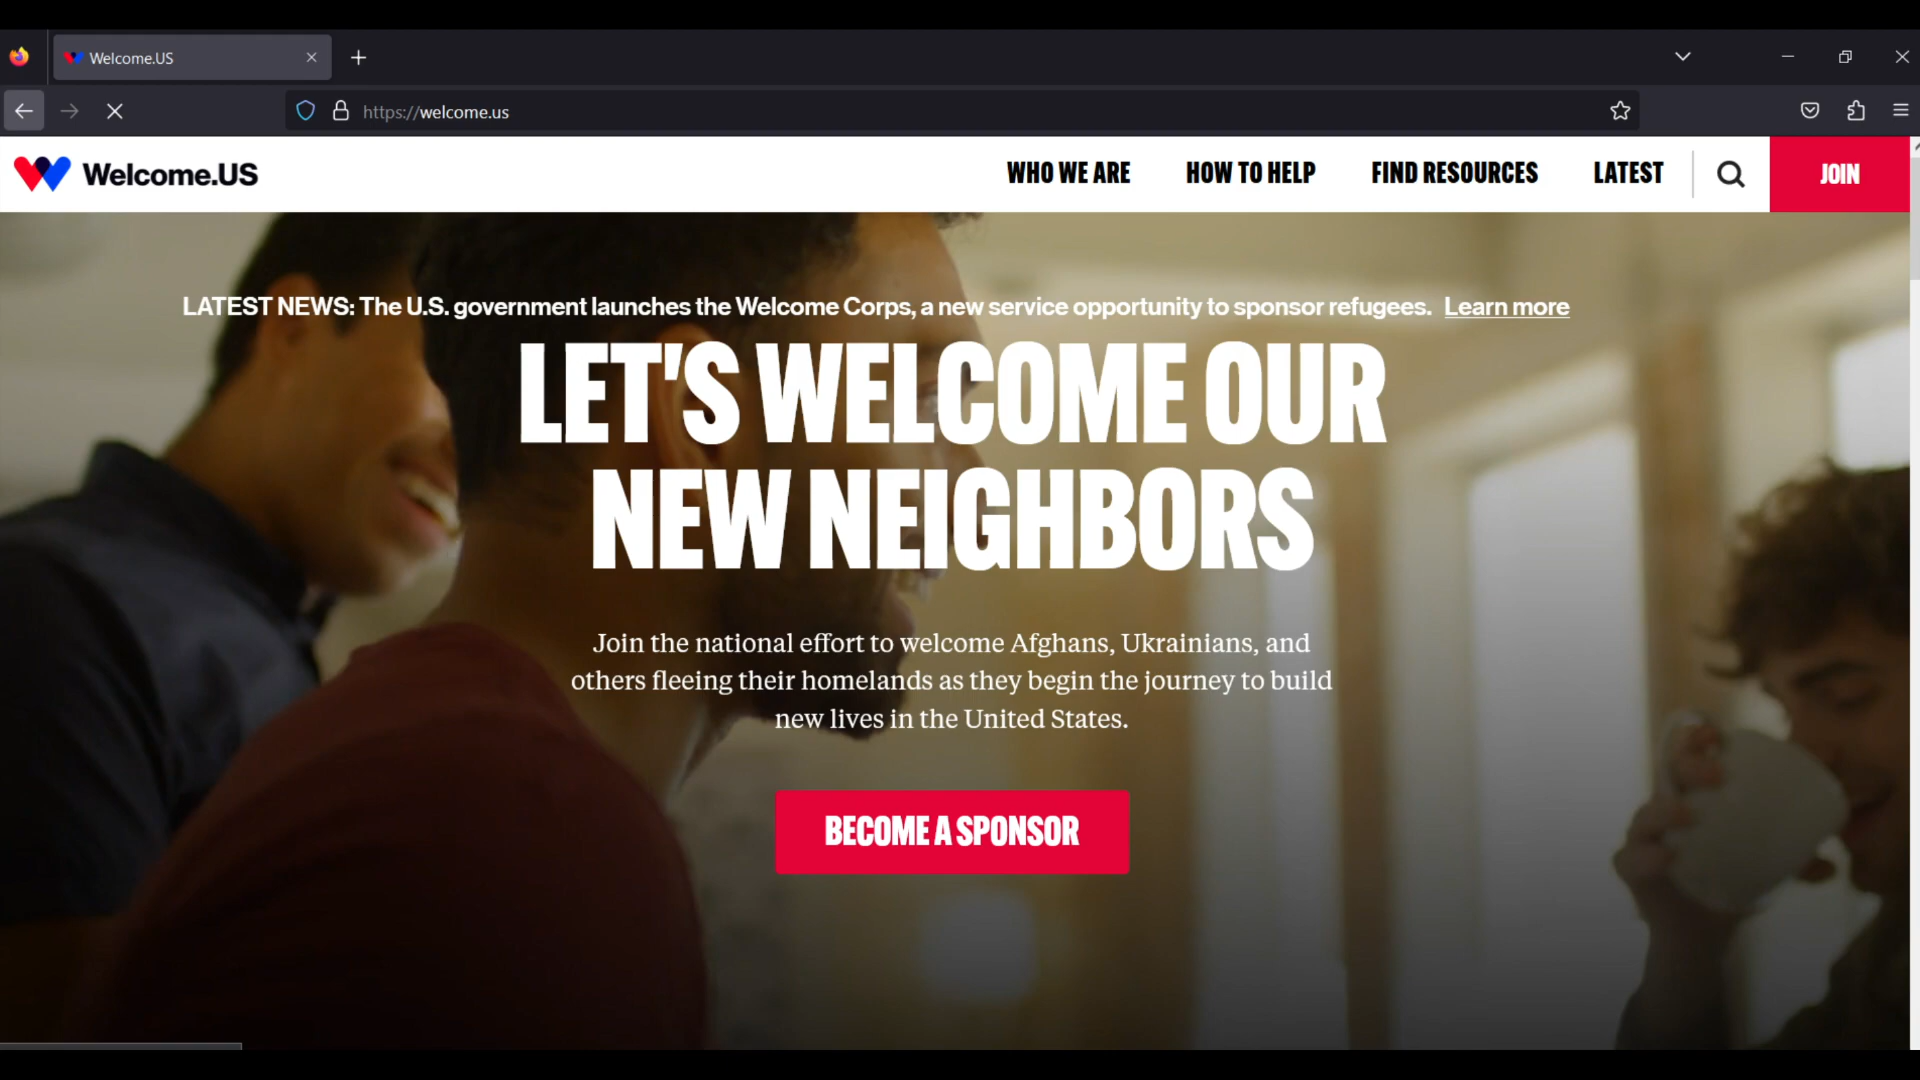 Welcome.US
https://welcome.us
Welcome.US
WHO WE ARE
HOW TO HELP
FIND RESOURCES
LATEST
JOIN
LATEST NEWS: The U.S. government launches the Welcome Corps, a new service opportunity to sponsor refugees. Learn more
LET'S WELCOME OUR
NEW NEIGHBORS
Join the national effort to welcome Afghans, Ukrainians, and
others fleeing their homelands as they begin the journey to build
new lives in the United States.
BECOME A SPONSOR